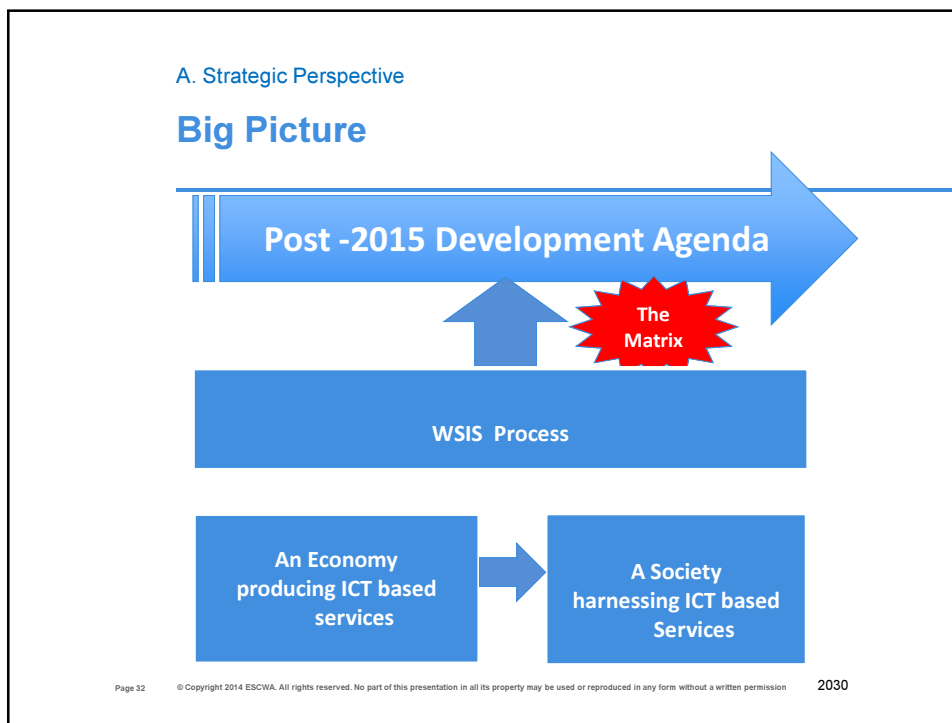 A. Strategic Perspective
Big Picture
Post -2015 Development Agenda
The
Matrix
WSIS Process
An Economy
producing ICT based
services
A Society
harnessing ICT based
Services
Page 32
© Copyright 2014 ESCWA. All rights reserved. No part of this presentation in all its property may be used or reproduced in any form without a written permission
2030